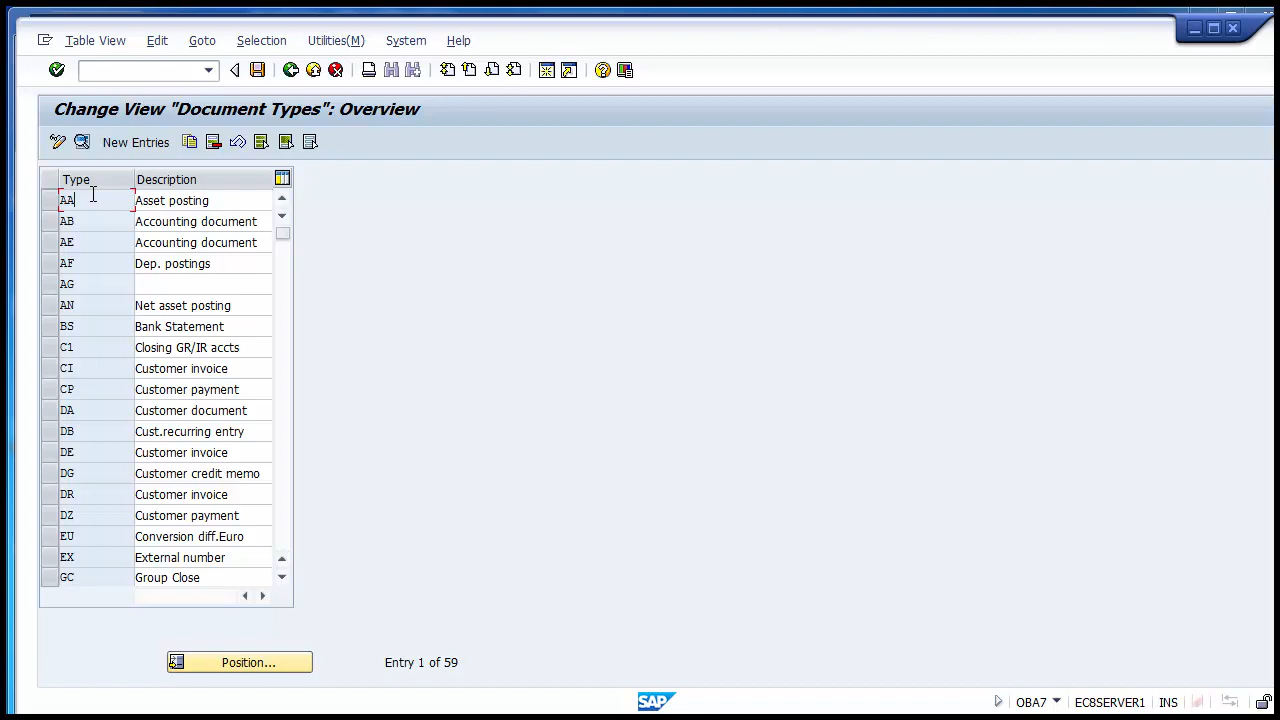 Table View Edit Goto Selection Utilities(M) System Help
Change View "Document Types": Overview
New Entries
Type Description
AA Asset posting
AB Accounting document
AE Accounting document
AF Dep. postings
AG
AN Net asset posting
BS Bank Statement
C1 Closing GR/IR accts
CI Customer invoice
CP Customer payment
DA Customer document
DB Cust.recurring entry
DE Customer invoice
DG Customer credit memo
DR Customer invoice
DZ Customer payment
EU Conversion diff.Euro
EX External number
GC Group Close
Position... Entry 1 of 59
SAP OBA7 EC8SERVER1 INS